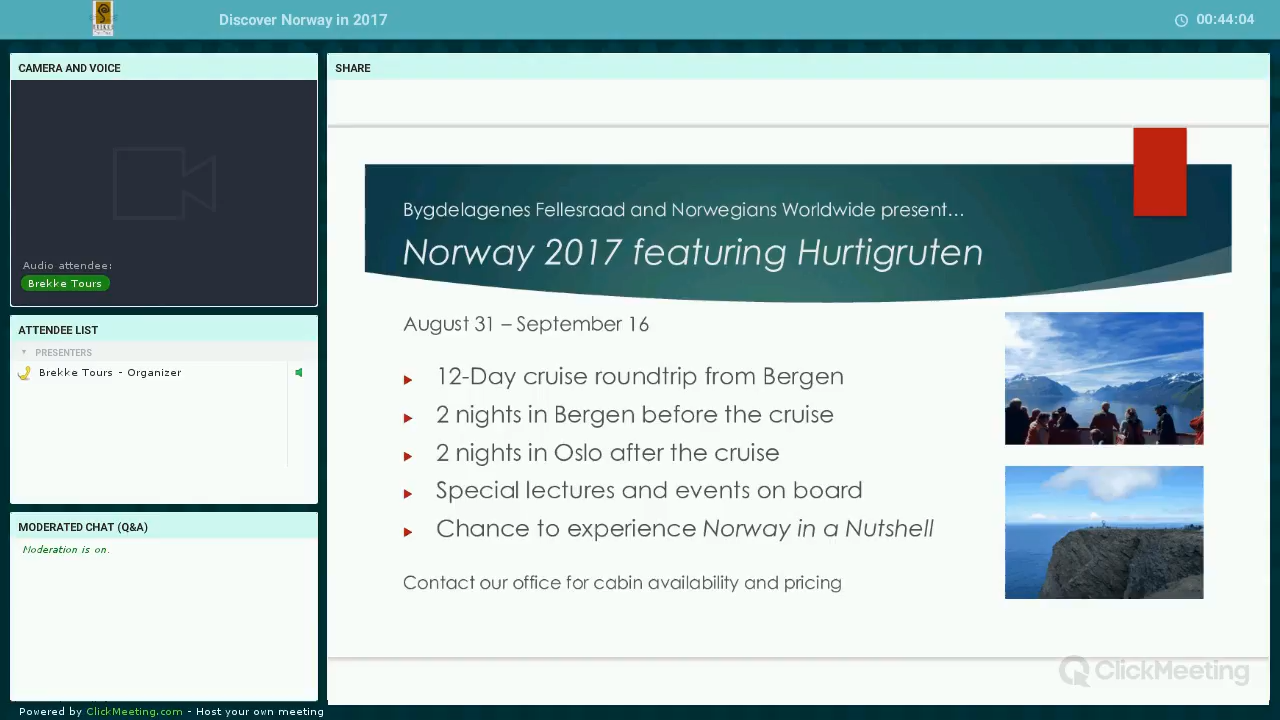 Discover Norway in 2017
00:44:04
CAMERA AND VOICE
Audio attendee:
Brekke Tours
ATTENDEE LIST
PRESENTERS
Brekke Tours - Organizer
MODERATED CHAT (Q&A)
Moderation is on.
SHARE
Bygdelagenes Fellesraad and Norwegians Worldwide present...
Norway 2017 featuring Hurtigruten
August 31 – September 16
12-Day cruise roundtrip from Bergen
2 nights in Bergen before the cruise
2 nights in Oslo after the cruise
Special lectures and events on board
Chance to experience Norway in a Nutshell
Contact our office for cabin availability and pricing
ClickMeeting
Powered by ClickMeeting.com - Host your own meeting